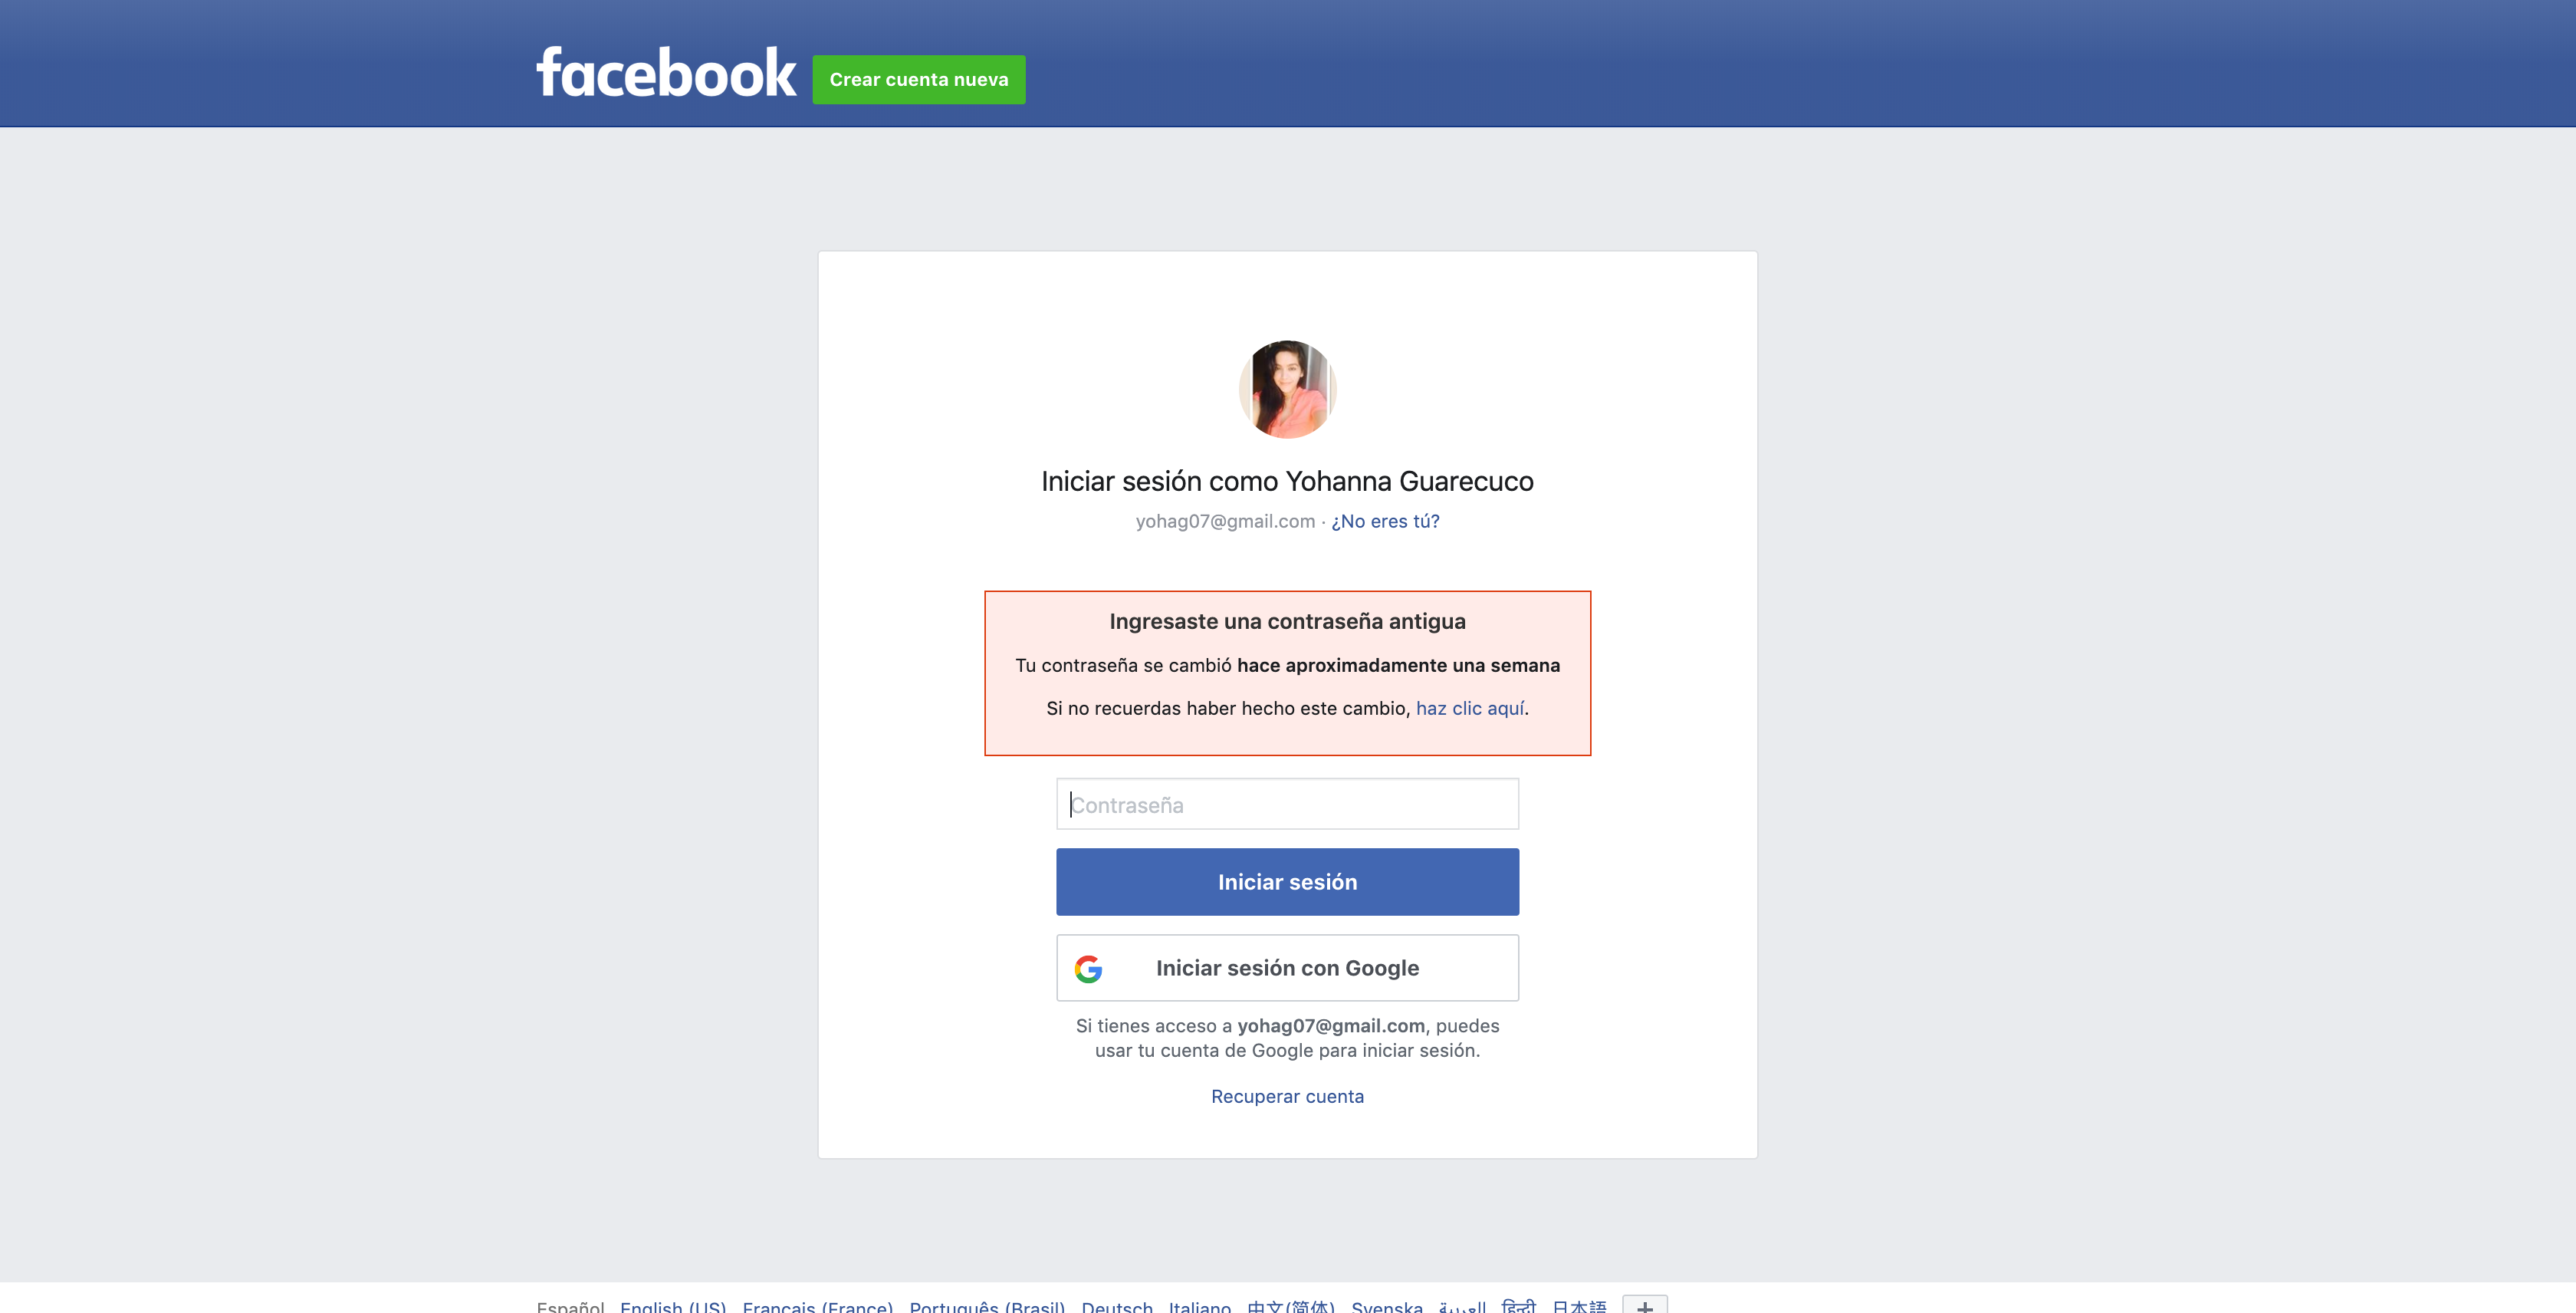 facebook Crear cuenta nueva
Iniciar sesión como Yohanna Guarecuco
yohag07@gmail.com · ¿No eres tú?
Ingresaste una contraseña antigua
Tu contraseña se cambió hace aproximadamente una semana
Si no recuerdas haber hecho este cambio, haz clic aquí.
Contraseña
Iniciar sesión
Iniciar sesión con Google
Si tienes acceso a yohag07@gmail.com, puedes
usar tu cuenta de Google para iniciar sesión.
Recuperar cuenta
Español English (US) Français (France) Português (Brasil) Deutsch Italiano 中文(简体) Svenska العربية हिन्दी 日本語 +